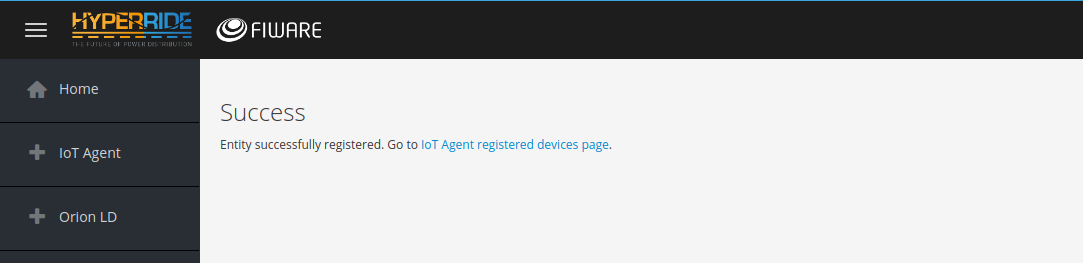 HYPERRIDE
THE FUTURE OF POWER DISTRIBUTION
FIWARE
Home
IoT Agent
Orion LD
Success
Entity successfully registered. Go to IoT Agent registered devices page.